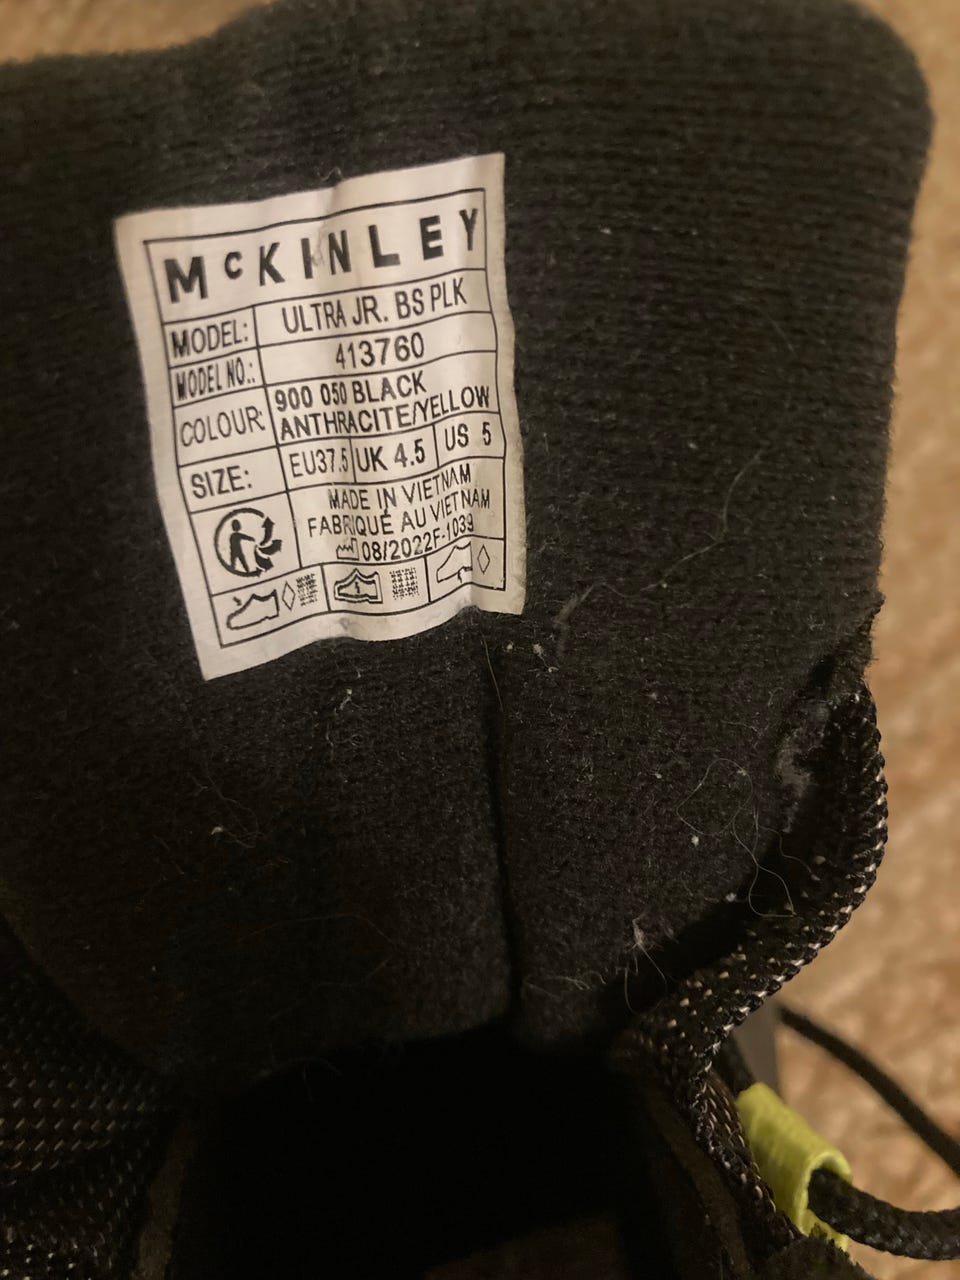 McKINLEY
MODEL: ULTRA JR. BS PLK
MODEL NO.: 413760
COLOUR: 900 050 BLACK
ANTHRACITE/YELLOW
SIZE: EU37.5 UK 4.5 US 5
MADE IN VIETNAM
FABRIQUÉ AU VIETNAM
08/2022F-1039